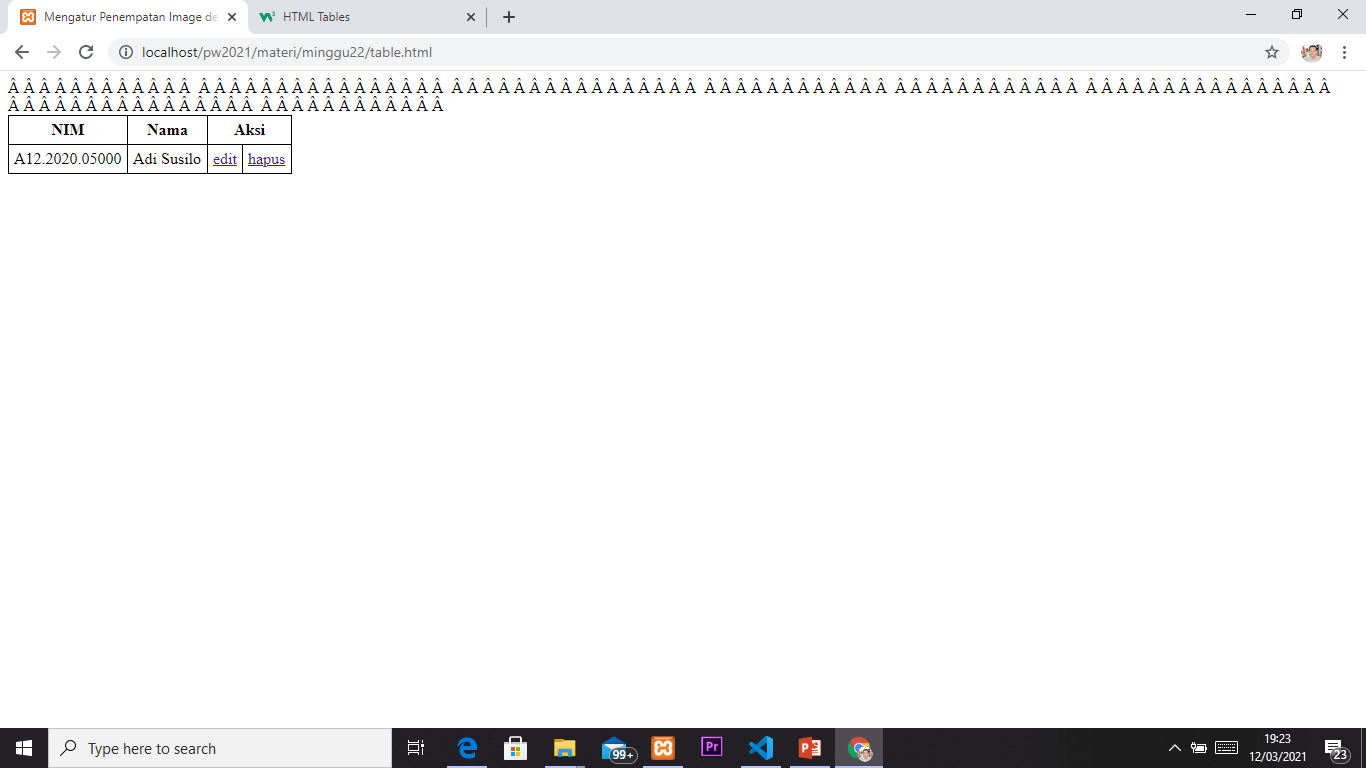 Mengatur Penempatan Image de
HTML Tables
localhost/pw2021/materi/minggu22/table.html
Â Â Â Â Â Â Â Â Â Â Â Â Â Â Â Â Â Â Â Â Â Â Â Â Â Â Â Â Â Â Â Â Â Â Â Â Â Â Â Â Â Â Â Â Â Â Â Â Â Â Â Â Â Â Â Â Â Â Â Â Â Â Â Â Â Â Â Â Â Â Â Â Â Â Â Â Â Â Â Â Â Â Â Â
Â Â Â Â Â Â Â Â Â Â Â Â Â Â Â Â Â Â Â Â Â Â Â Â Â Â Â Â
NIM Nama Aksi
A12.2020.05000 Adi Susilo edit hapus
Type here to search
99+
Pr
19:23
12/03/2021
23